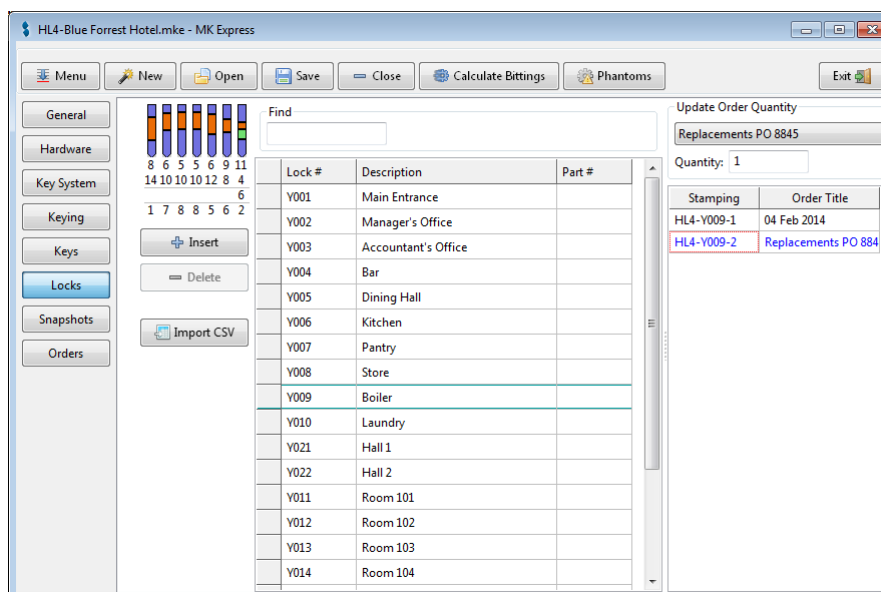 HL4-Blue Forrest Hotel.mke - MK Express
Menu New Open Save Close Calculate Bittings Phantoms Exit
General
Hardware
Key System
Keying
Keys
Locks
Snapshots
Orders
8 6 5 5 6 9 11
14 10 10 10 12 8 4
6
1 7 8 8 5 6 2
Insert
Delete
Import CSV
Find
Lock # Description Part #
Y001 Main Entrance
Y002 Manager's Office
Y003 Accountant's Office
Y004 Bar
Y005 Dining Hall
Y006 Kitchen
Y007 Pantry
Y008 Store
Y009 Boiler
Y010 Laundry
Y021 Hall 1
Y022 Hall 2
Y011 Room 101
Y012 Room 102
Y013 Room 103
Y014 Room 104
Update Order Quantity
Replacements PO 8845
Quantity: 1
Stamping Order Title
HL4-Y009-1 04 Feb 2014
HL4-Y009-2 Replacements PO 884